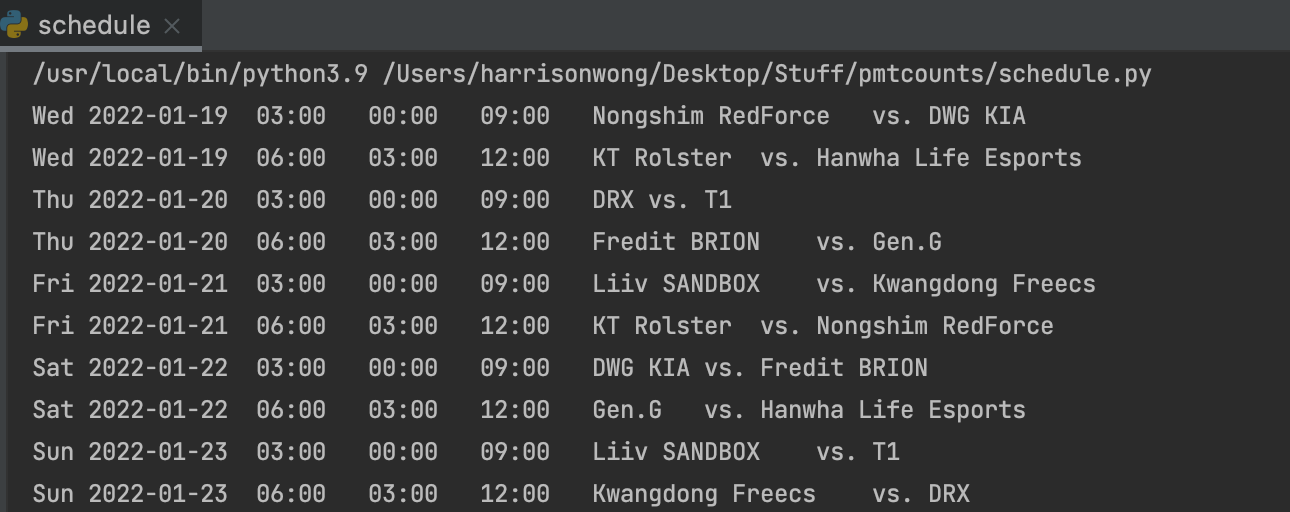 schedule
/usr/local/bin/python3.9 /Users/harrisonwong/Desktop/Stuff/pmtcounts/schedule.py
Wed 2022-01-19  03:00   00:00   09:00   Nongshim RedForce   vs. DWG KIA
Wed 2022-01-19  06:00   03:00   12:00   KT Rolster  vs. Hanwha Life Esports
Thu 2022-01-20  03:00   00:00   09:00   DRX vs. T1
Thu 2022-01-20  06:00   03:00   12:00   Fredit BRION    vs. Gen.G
Fri 2022-01-21  03:00   00:00   09:00   Liiv SANDBOX    vs. Kwangdong Freecs
Fri 2022-01-21  06:00   03:00   12:00   KT Rolster  vs. Nongshim RedForce
Sat 2022-01-22  03:00   00:00   09:00   DWG KIA vs. Fredit BRION
Sat 2022-01-22  06:00   03:00   12:00   Gen.G   vs. Hanwha Life Esports
Sun 2022-01-23  03:00   00:00   09:00   Liiv SANDBOX    vs. T1
Sun 2022-01-23  06:00   03:00   12:00   Kwangdong Freecs    vs. DRX